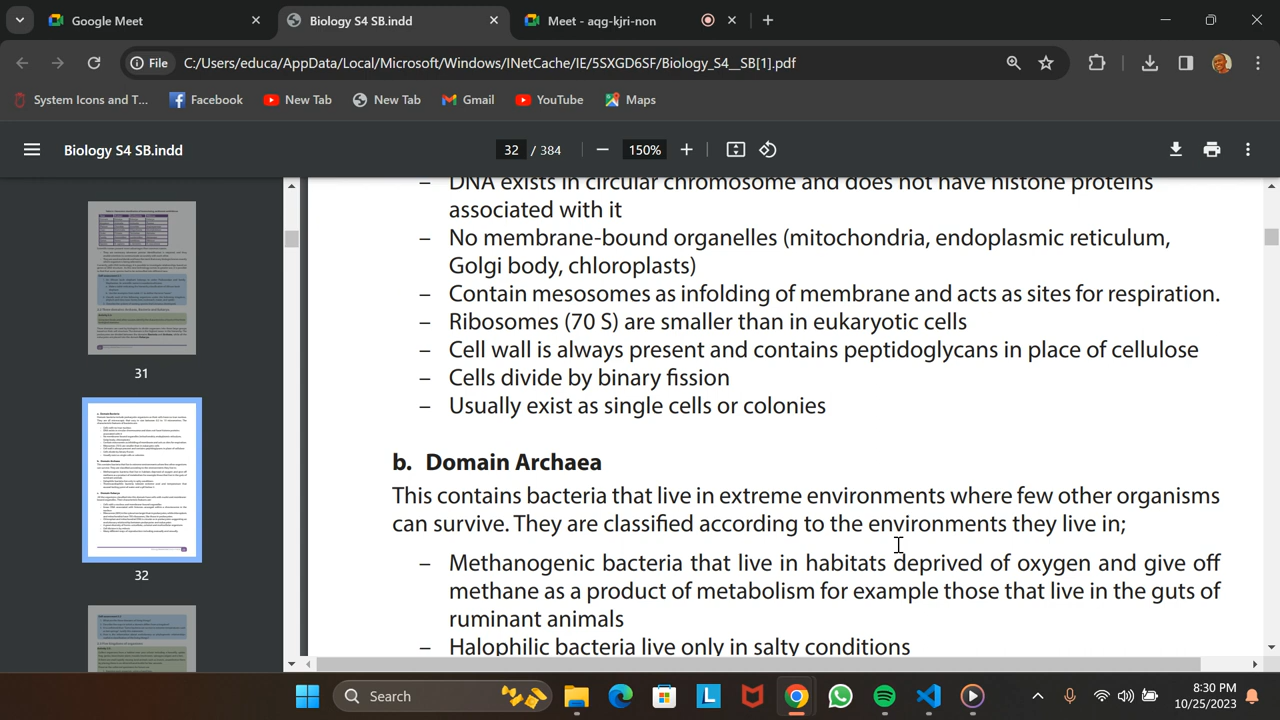 Google Meet
Biology S4 SB.indd
Meet - aqg-kjri-non
File
C:/Users/educa/AppData/Local/Microsoft/Windows/INetCache/IE/5SXGD6SF/Biology_S4__SB[1].pdf
System Icons and T...
Facebook
New Tab
New Tab
Gmail
YouTube
Maps
Biology S4 SB.indd
32 / 384
150%
– DNA exists in circular chromosome and does not have histone proteins
associated with it
– No membrane-bound organelles (mitochondria, endoplasmic reticulum,
Golgi body, chloroplasts)
– Contain mesosomes as infolding of membrane and acts as sites for respiration.
– Ribosomes (70 S) are smaller than in eukaryotic cells
– Cell wall is always present and contains peptidoglycans in place of cellulose
– Cells divide by binary fission
– Usually exist as single cells or colonies
b. Domain Archaea
This contains bacteria that live in extreme environments where few other organisms
can survive. They are classified according to the environments they live in;
– Methanogenic bacteria that live in habitats deprived of oxygen and give off
methane as a product of metabolism for example those that live in the guts of
ruminant animals
– Halophilic bacteria live only in salty conditions
31
32
Search
8:30 PM
10/25/2023